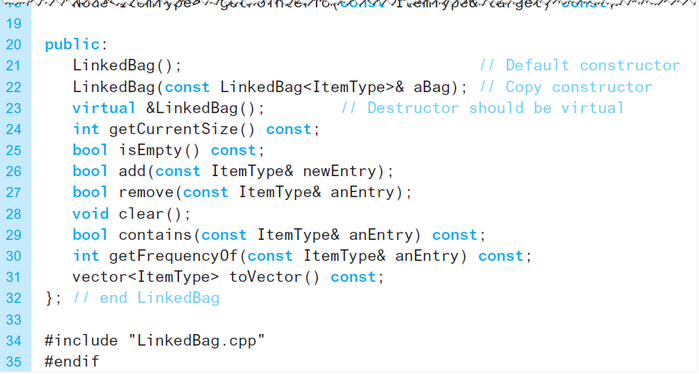 19
20 public:
21 LinkedBag(); // Default constructor
22 LinkedBag(const LinkedBag<ItemType>& aBag); // Copy constructor
23 virtual &LinkedBag(); // Destructor should be virtual
24 int getCurrentSize() const;
25 bool isEmpty() const;
26 bool add(const ItemType& newEntry);
27 bool remove(const ItemType& anEntry);
28 void clear();
29 bool contains(const ItemType& anEntry) const;
30 int getFrequencyOf(const ItemType& anEntry) const;
31 vector<ItemType> toVector() const;
32 }; // end LinkedBag
33
34 #include "LinkedBag.cpp"
35 #endif